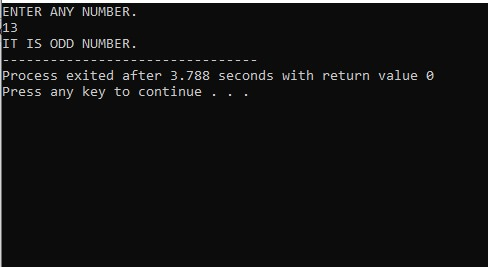 ENTER ANY NUMBER.
13
IT IS ODD NUMBER.
--------------------------------
Process exited after 3.788 seconds with return value 0
Press any key to continue . . .